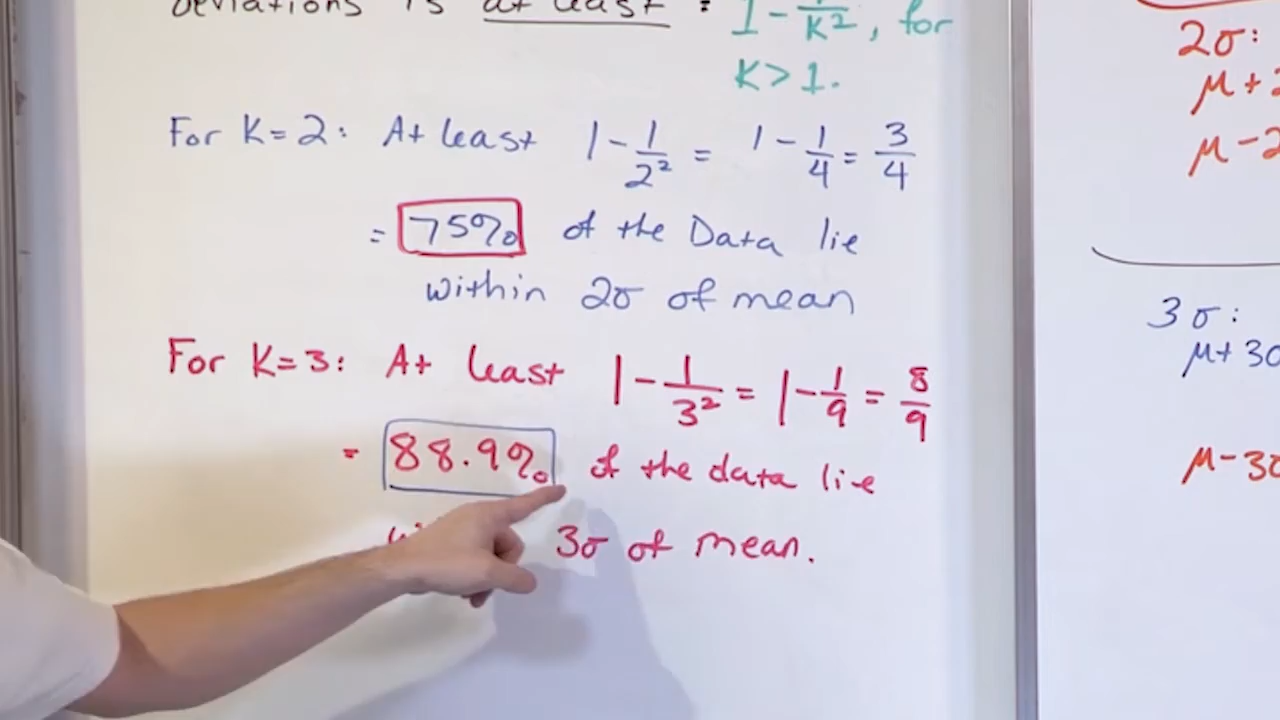 deviations is at least : 1 - 1/K², for
K > 1.
For K=2: At least 1 - 1/2² = 1 - 1/4 = 3/4
= 75% of the Data lie
within 2σ of mean
For K=3: At least 1 - 1/3² = 1 - 1/9 = 8/9
= 88.9% of the data lie
3σ of mean.
2σ:
μ + 2
μ - 2
3σ:
μ + 3σ
μ - 3σ